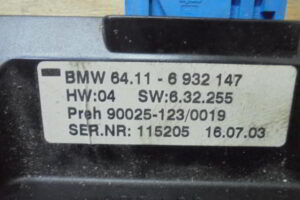 BMW 64.11 - 6 932 147
HW:04 SW:6.32.255
Preh 90025-123/0019
SER.NR: 115205 16.07.03